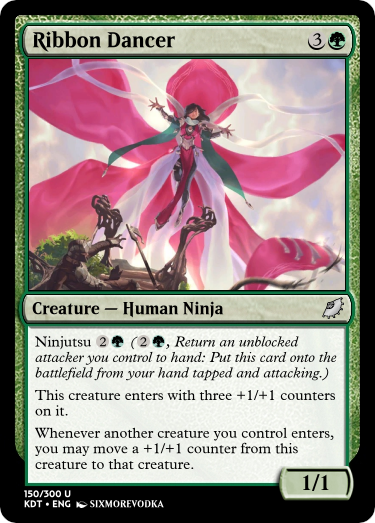 Ribbon Dancer 3
Creature — Human Ninja
Ninjutsu 2 (2, Return an unblocked
attacker you control to hand: Put this card onto the
battlefield from your hand tapped and attacking.)
This creature enters with three +1/+1 counters
on it.
Whenever another creature you control enters,
you may move a +1/+1 counter from this
creature to that creature.
1/1
150/300 U
KDT • ENG SIXMOREVODKA